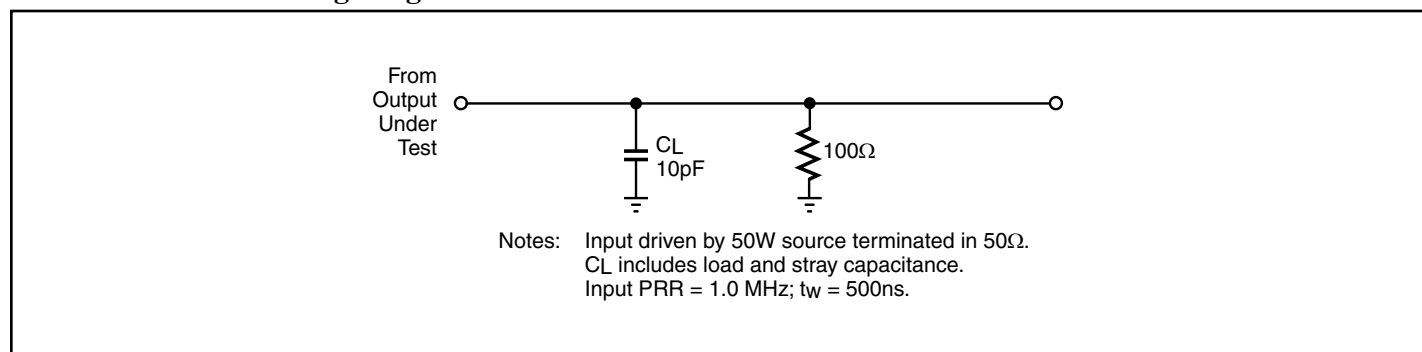 From
Output
Under
Test
CL
10pF
100Ω
Notes: Input driven by 50W source terminated in 50Ω.
CL includes load and stray capacitance.
Input PRR = 1.0 MHz; tw = 500ns.